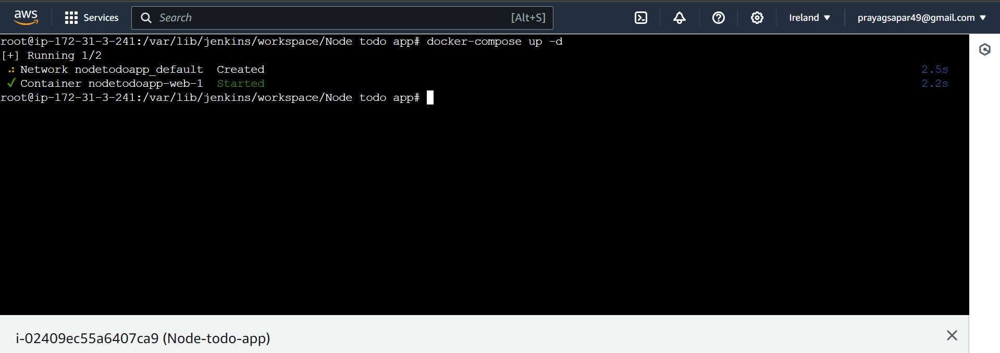 aws Services Search [Alt+S] Ireland ▼ prayagsapar49@gmail.com ▼
root@ip-172-31-3-241:/var/lib/jenkins/workspace/Node todo app# docker-compose up -d
[+] Running 1/2
⠴ Network nodetodoapp_default  Created 2.5s
✓ Container nodetodoapp-web-1  Started 2.2s
root@ip-172-31-3-241:/var/lib/jenkins/workspace/Node todo app#
i-02409ec55a6407ca9 (Node-todo-app)